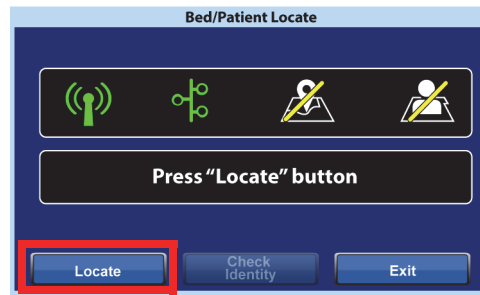 Bed/Patient Locate
Press “Locate” button
Locate
Check
Identity
Exit